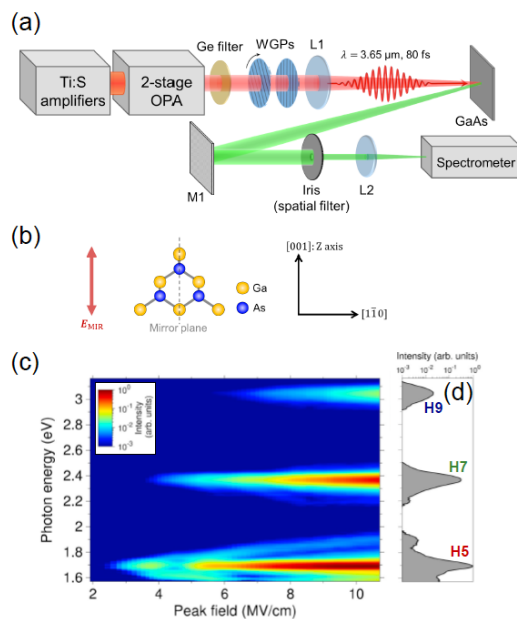 (a)
Ti:S
amplifiers
2-stage
OPA
Ge filter
WGPs
L1
λ = 3.65 μm, 80 fs
GaAs
M1
Iris
(spatial filter)
L2
Spectrometer
(b)
E_MIR
Mirror plane
Ga
As
[001]: Z axis
[11̄0]
(c)
Photon energy (eV)
3
2.8
2.6
2.4
2.2
2
1.8
1.6
10^0
10^-1
10^-2
10^-3
Intensity
(arb. units)
2
4
6
8
10
Peak field (MV/cm)
Intensity (arb. units)
10^-2
10^0
(d)
H9
H7
H5